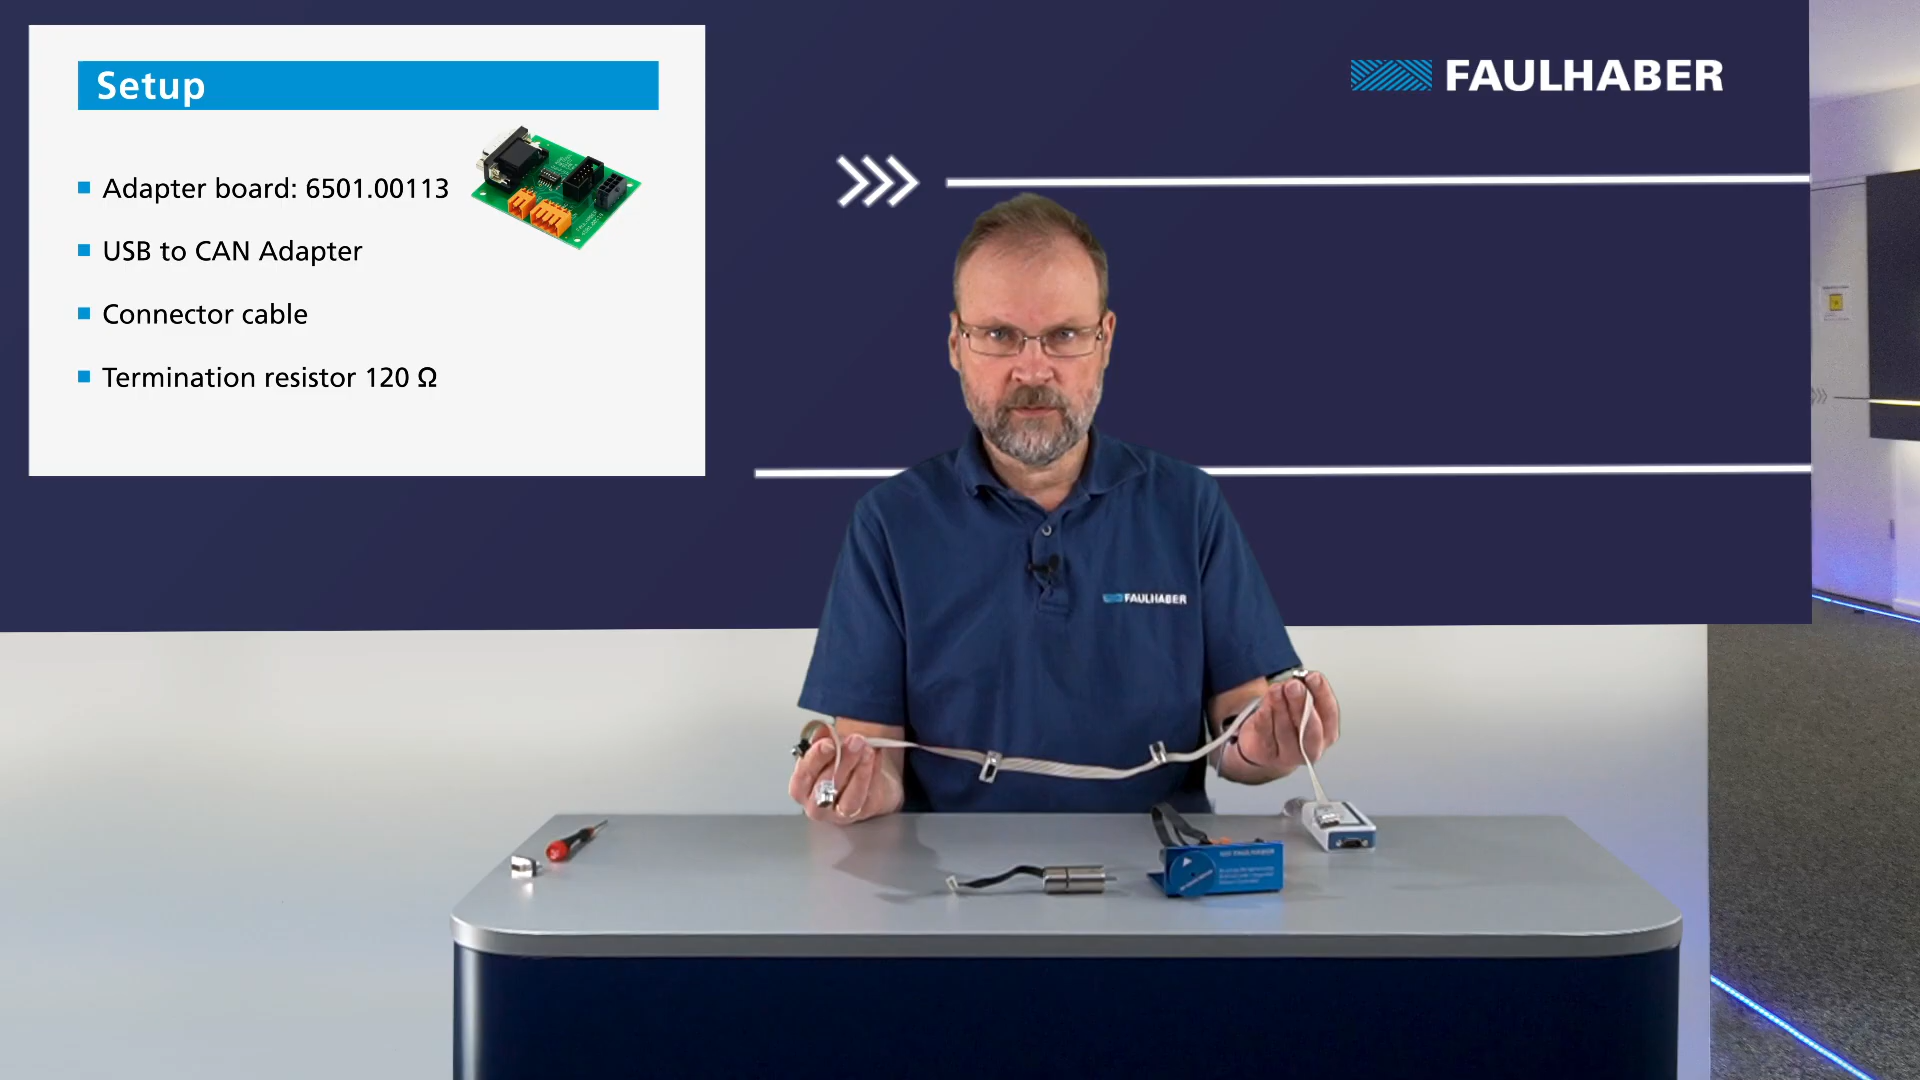 Setup
Adapter board: 6501.00113
USB to CAN Adapter
Connector cable
Termination resistor 120 Ω
FAULHABER
FAULHABER